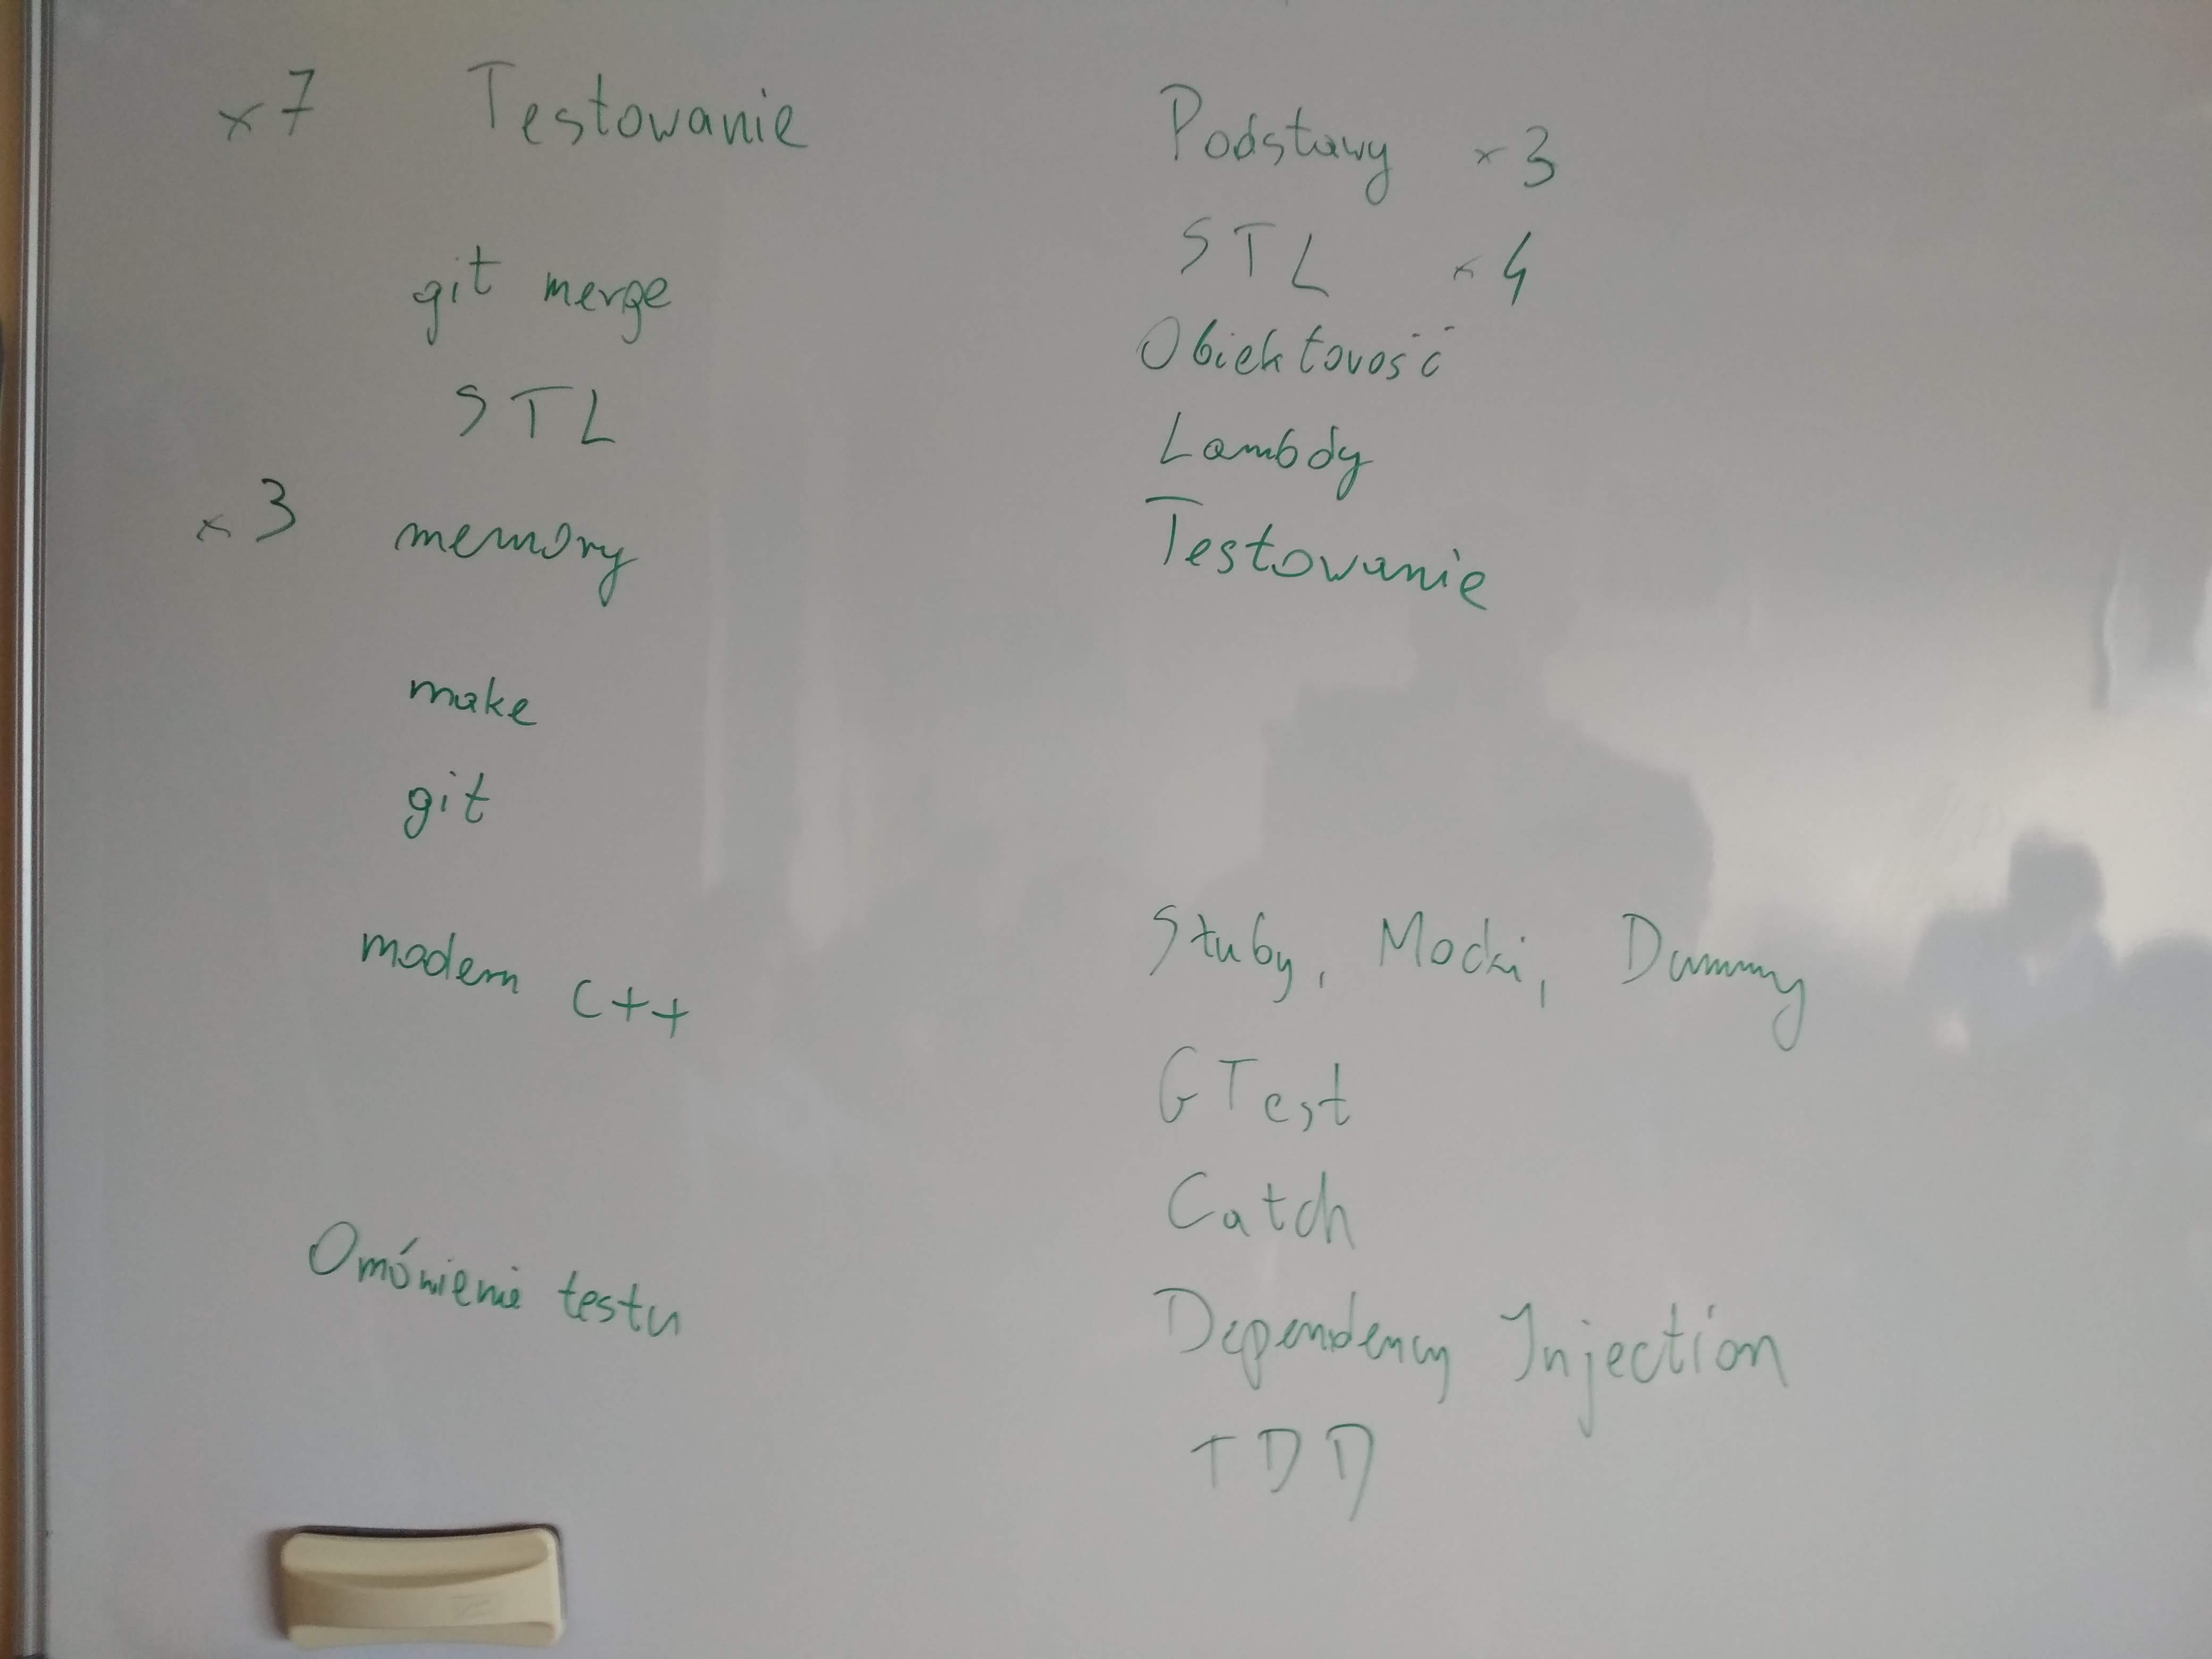 x7 Testowanie
git merge
STL
x3 memory
make
git
modern C++
Omówienie testu
Podstawy x3
STL x4
Obiektovość
Lambdy
Testowanie
Stuby, Mocki, Dummy
GTest
Catch
Dependency Injection
TDD